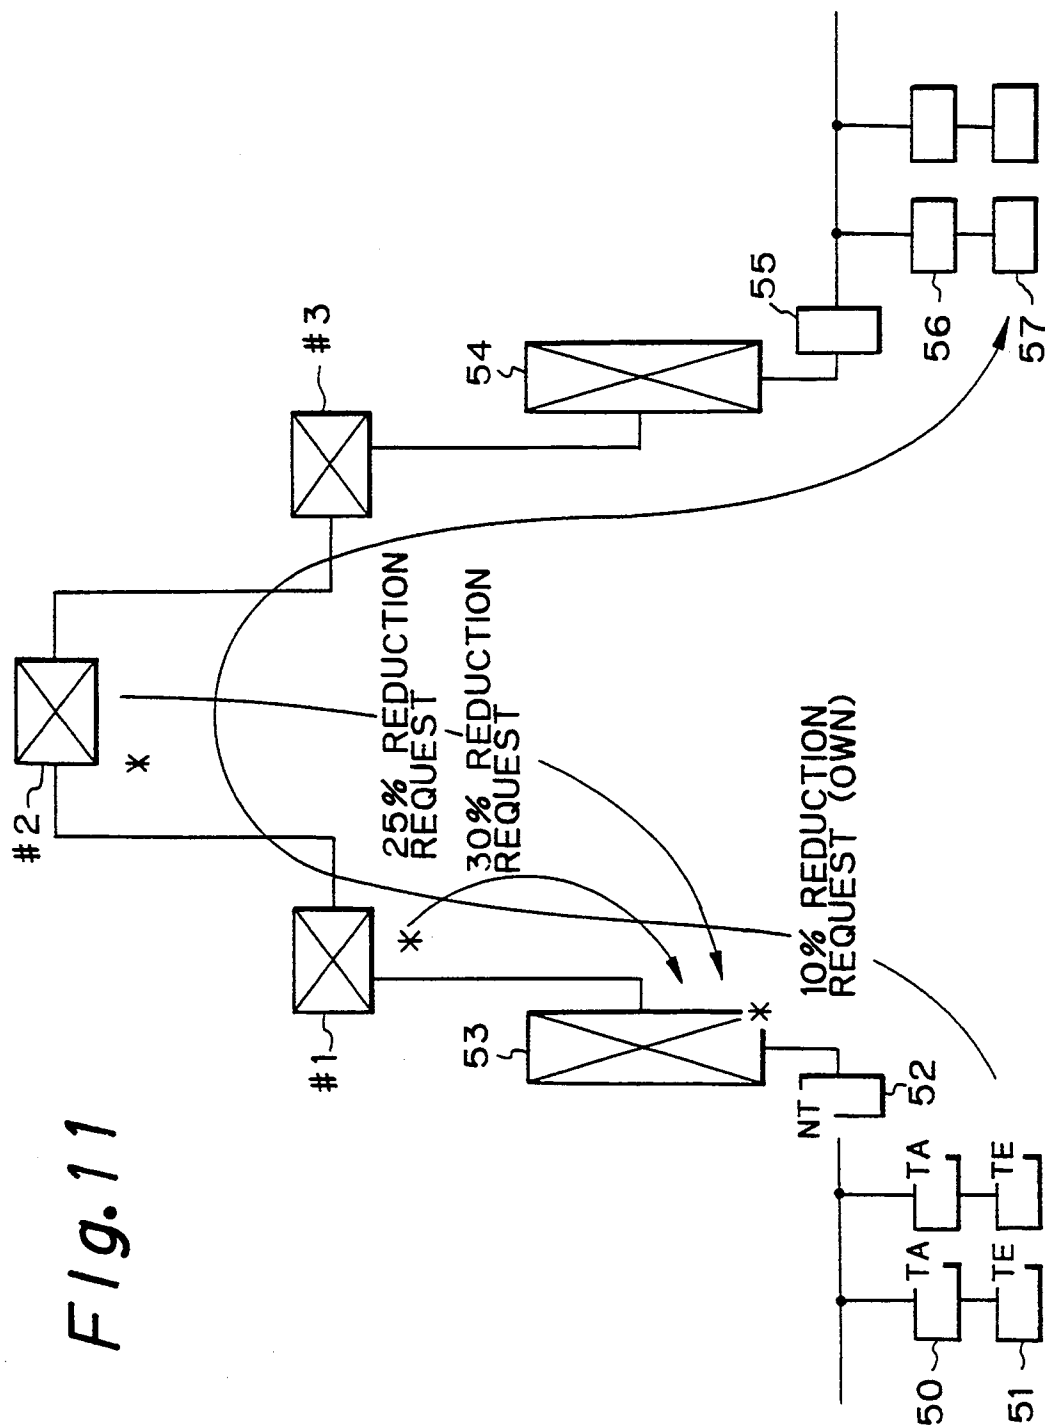 Fig.11
#2
*
#1
#3
*
25% REDUCTION
REQUEST
30% REDUCTION
REQUEST
53
54
*
NT
52
10% REDUCTION
REQUEST (OWN)
55
TA
TA
50
56
TE
TE
51
57